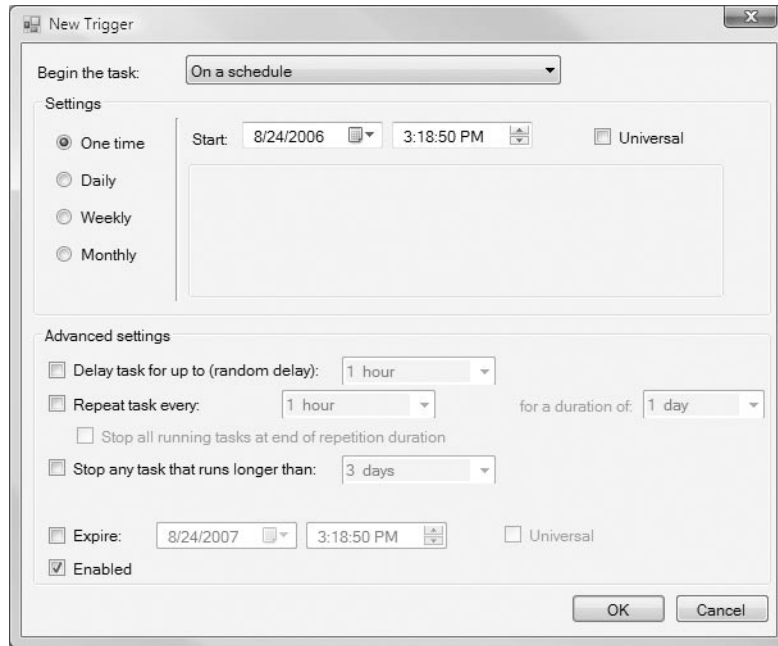 New Trigger
Begin the task: On a schedule
Settings
One time Start: 8/24/2006 3:18:50 PM Universal
Daily
Weekly
Monthly
Advanced settings
Delay task for up to (random delay): 1 hour
Repeat task every: 1 hour for a duration of: 1 day
Stop all running tasks at end of repetition duration
Stop any task that runs longer than: 3 days
Expire: 8/24/2007 3:18:50 PM Universal
Enabled
OK Cancel